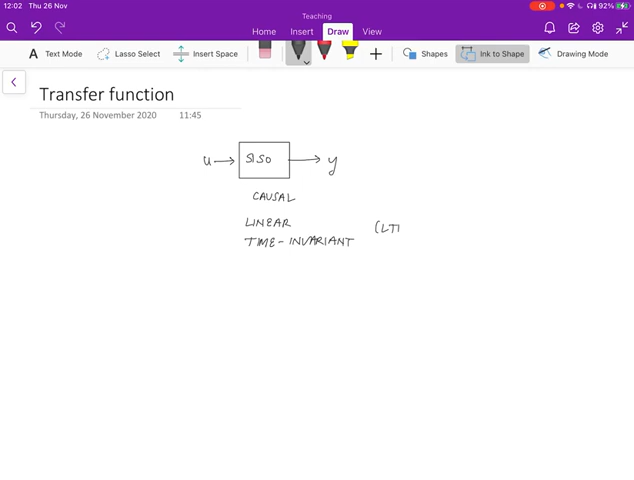 12:02 Thu 26 Nov 92%
Teaching
Home Insert Draw View
A Text Mode Lasso Select Insert Space Shapes Ink to Shape Drawing Mode
Transfer function
Thursday, 26 November 2020 11:45
u SISO y
CAUSAL
LINEAR (LTI
TIME-INVARIANT